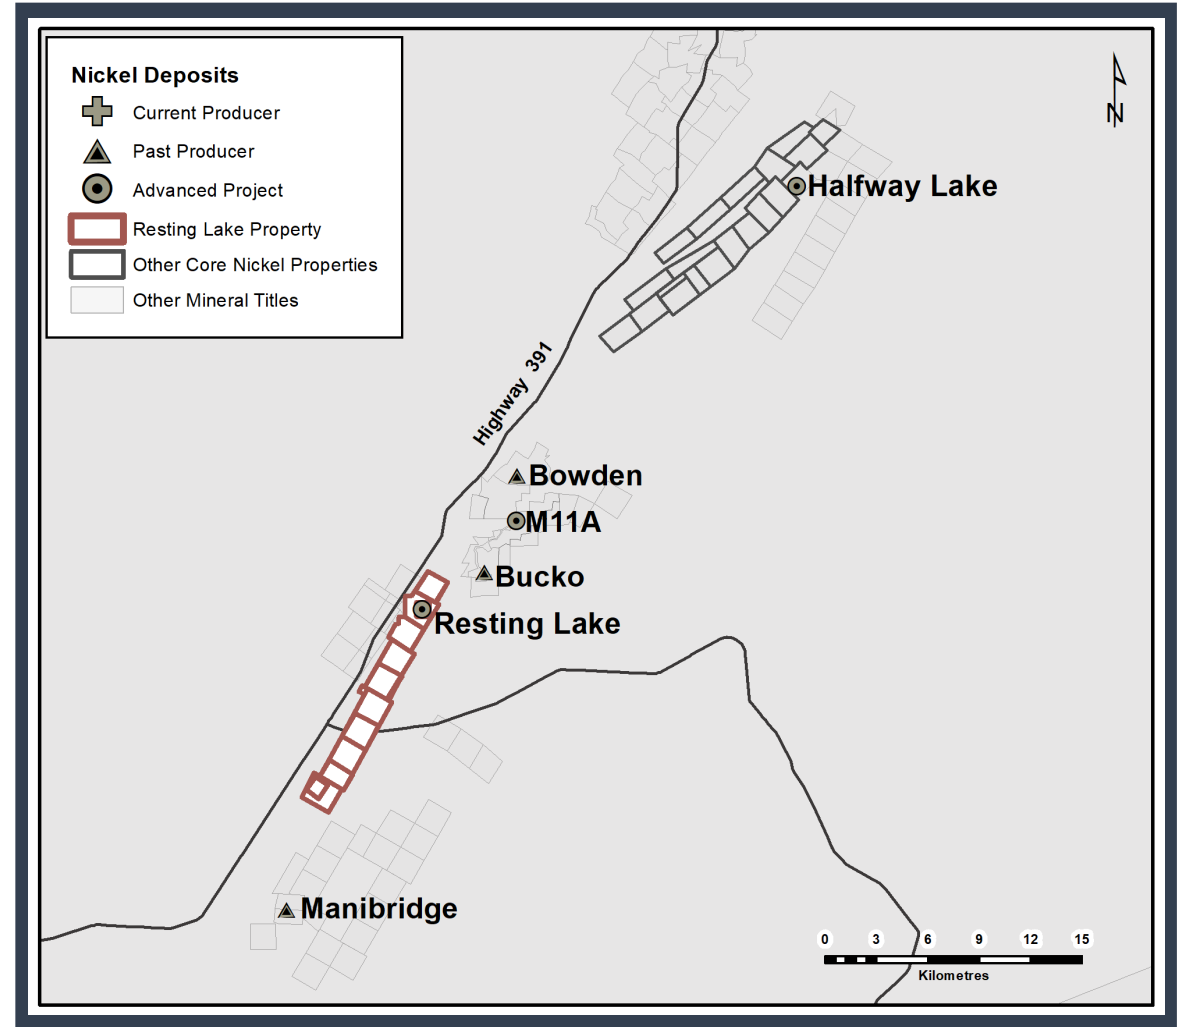 Nickel Deposits
Current Producer
Past Producer
Advanced Project
Resting Lake Property
Other Core Nickel Properties
Other Mineral Titles
N
Halfway Lake
Highway 391
Bowden
M11A
Bucko
Resting Lake
Manibridge
0 3 6 9 12 15
Kilometres